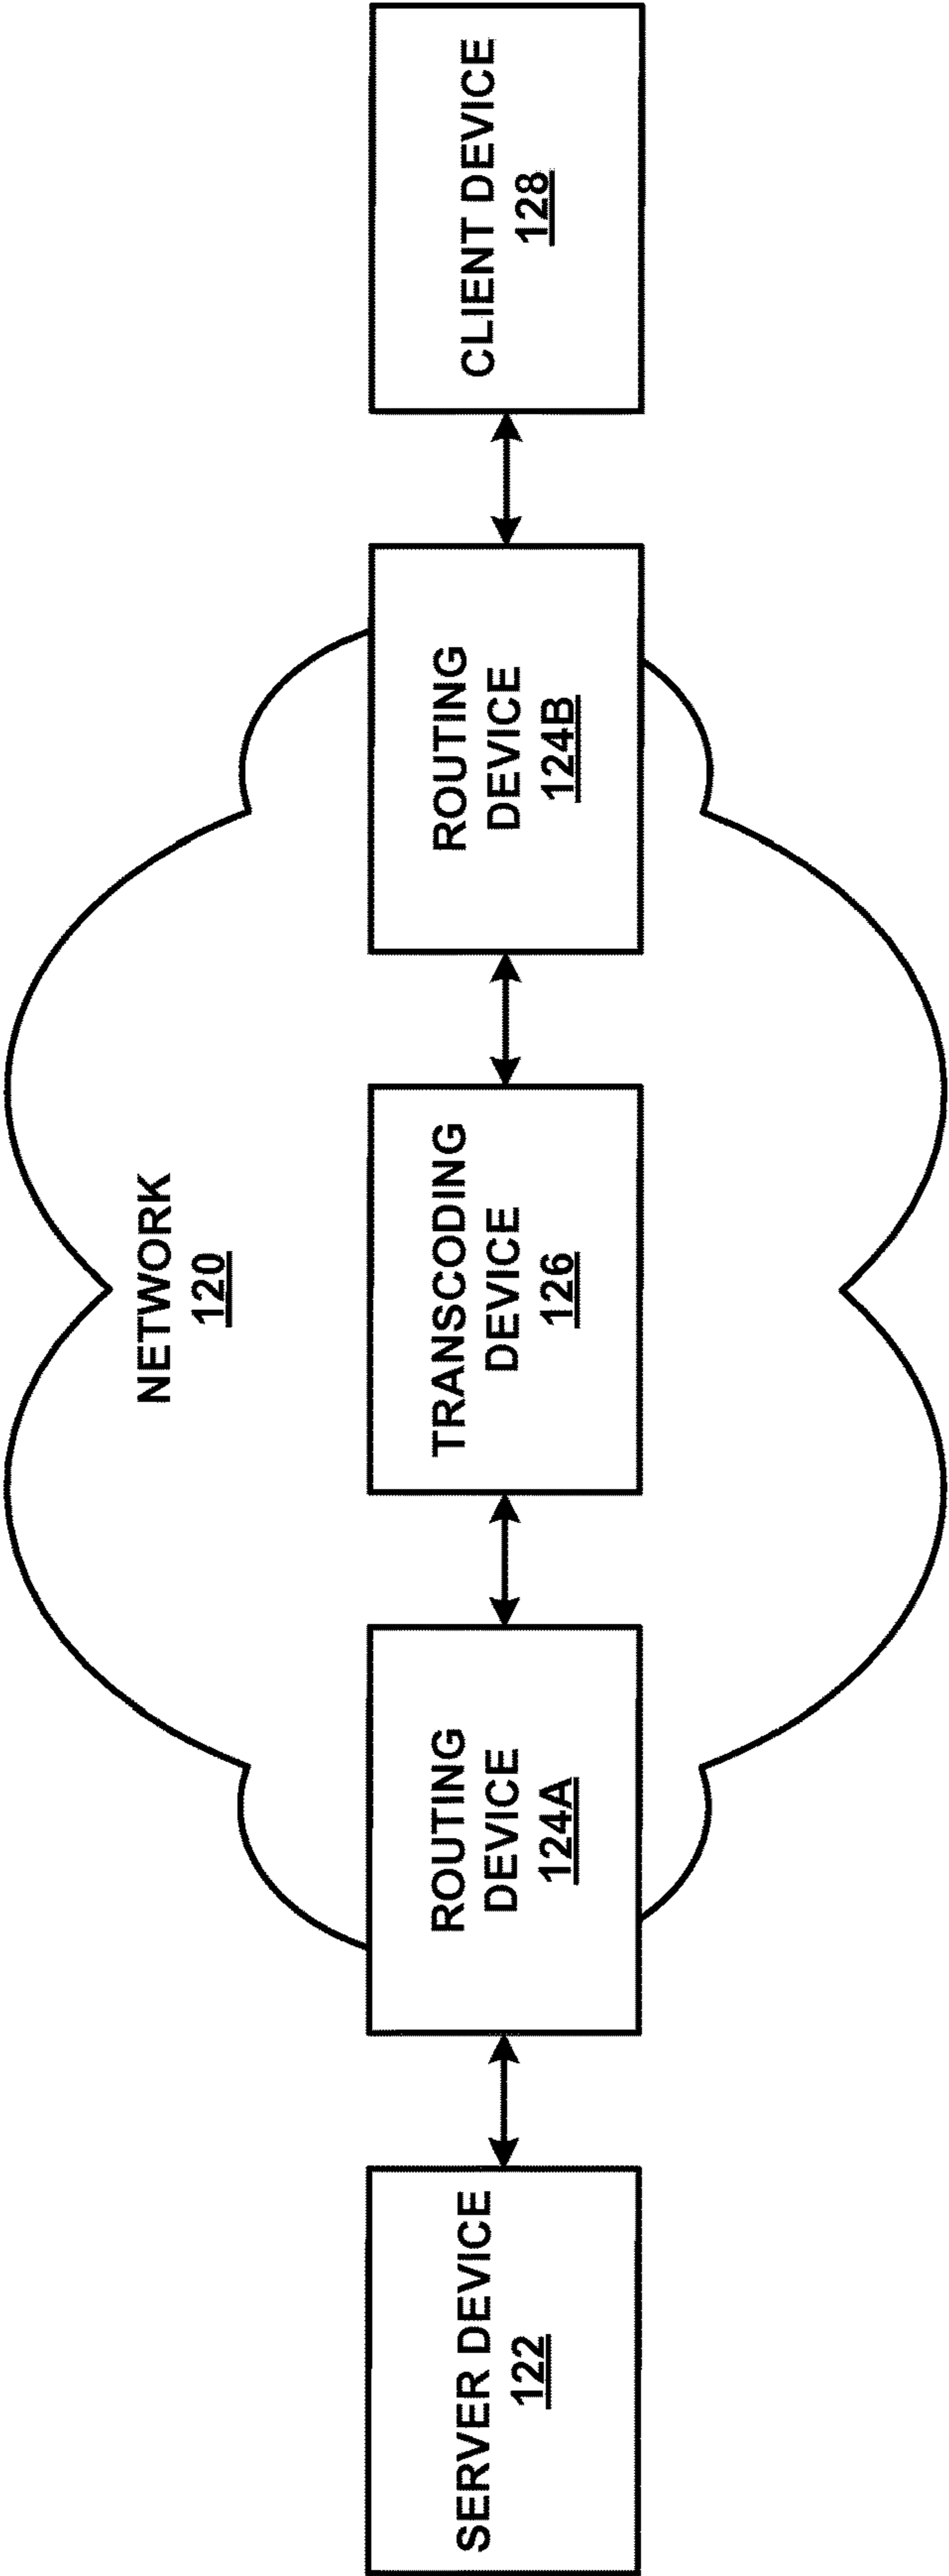 NETWORK
120
SERVER DEVICE
122
ROUTING
DEVICE
124A
TRANSCODING
DEVICE
126
ROUTING
DEVICE
124B
CLIENT DEVICE
128